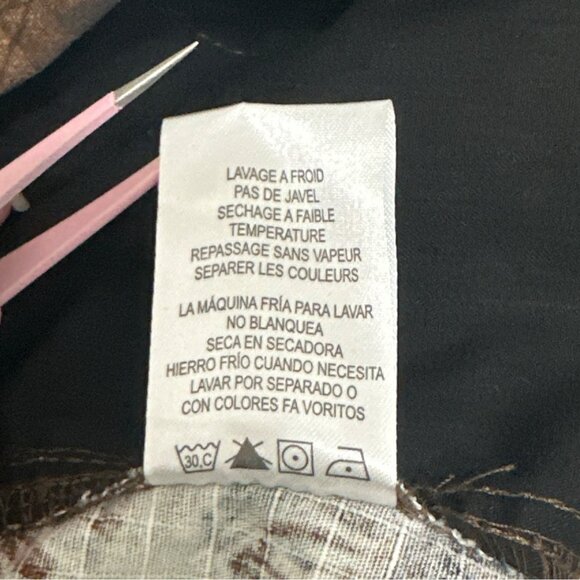 LAVAGE A FROID
PAS DE JAVEL
SECHAGE A FAIBLE
TEMPERATURE
REPASSAGE SANS VAPEUR
SEPARER LES COULEURS
LA MÁQUINA FRÍA PARA LAVAR
NO BLANQUEA
SECA EN SECADORA
HIERRO FRÍO CUANDO NECESITA
LAVAR POR SEPARADO O
CON COLORES FA VORITOS
30.C